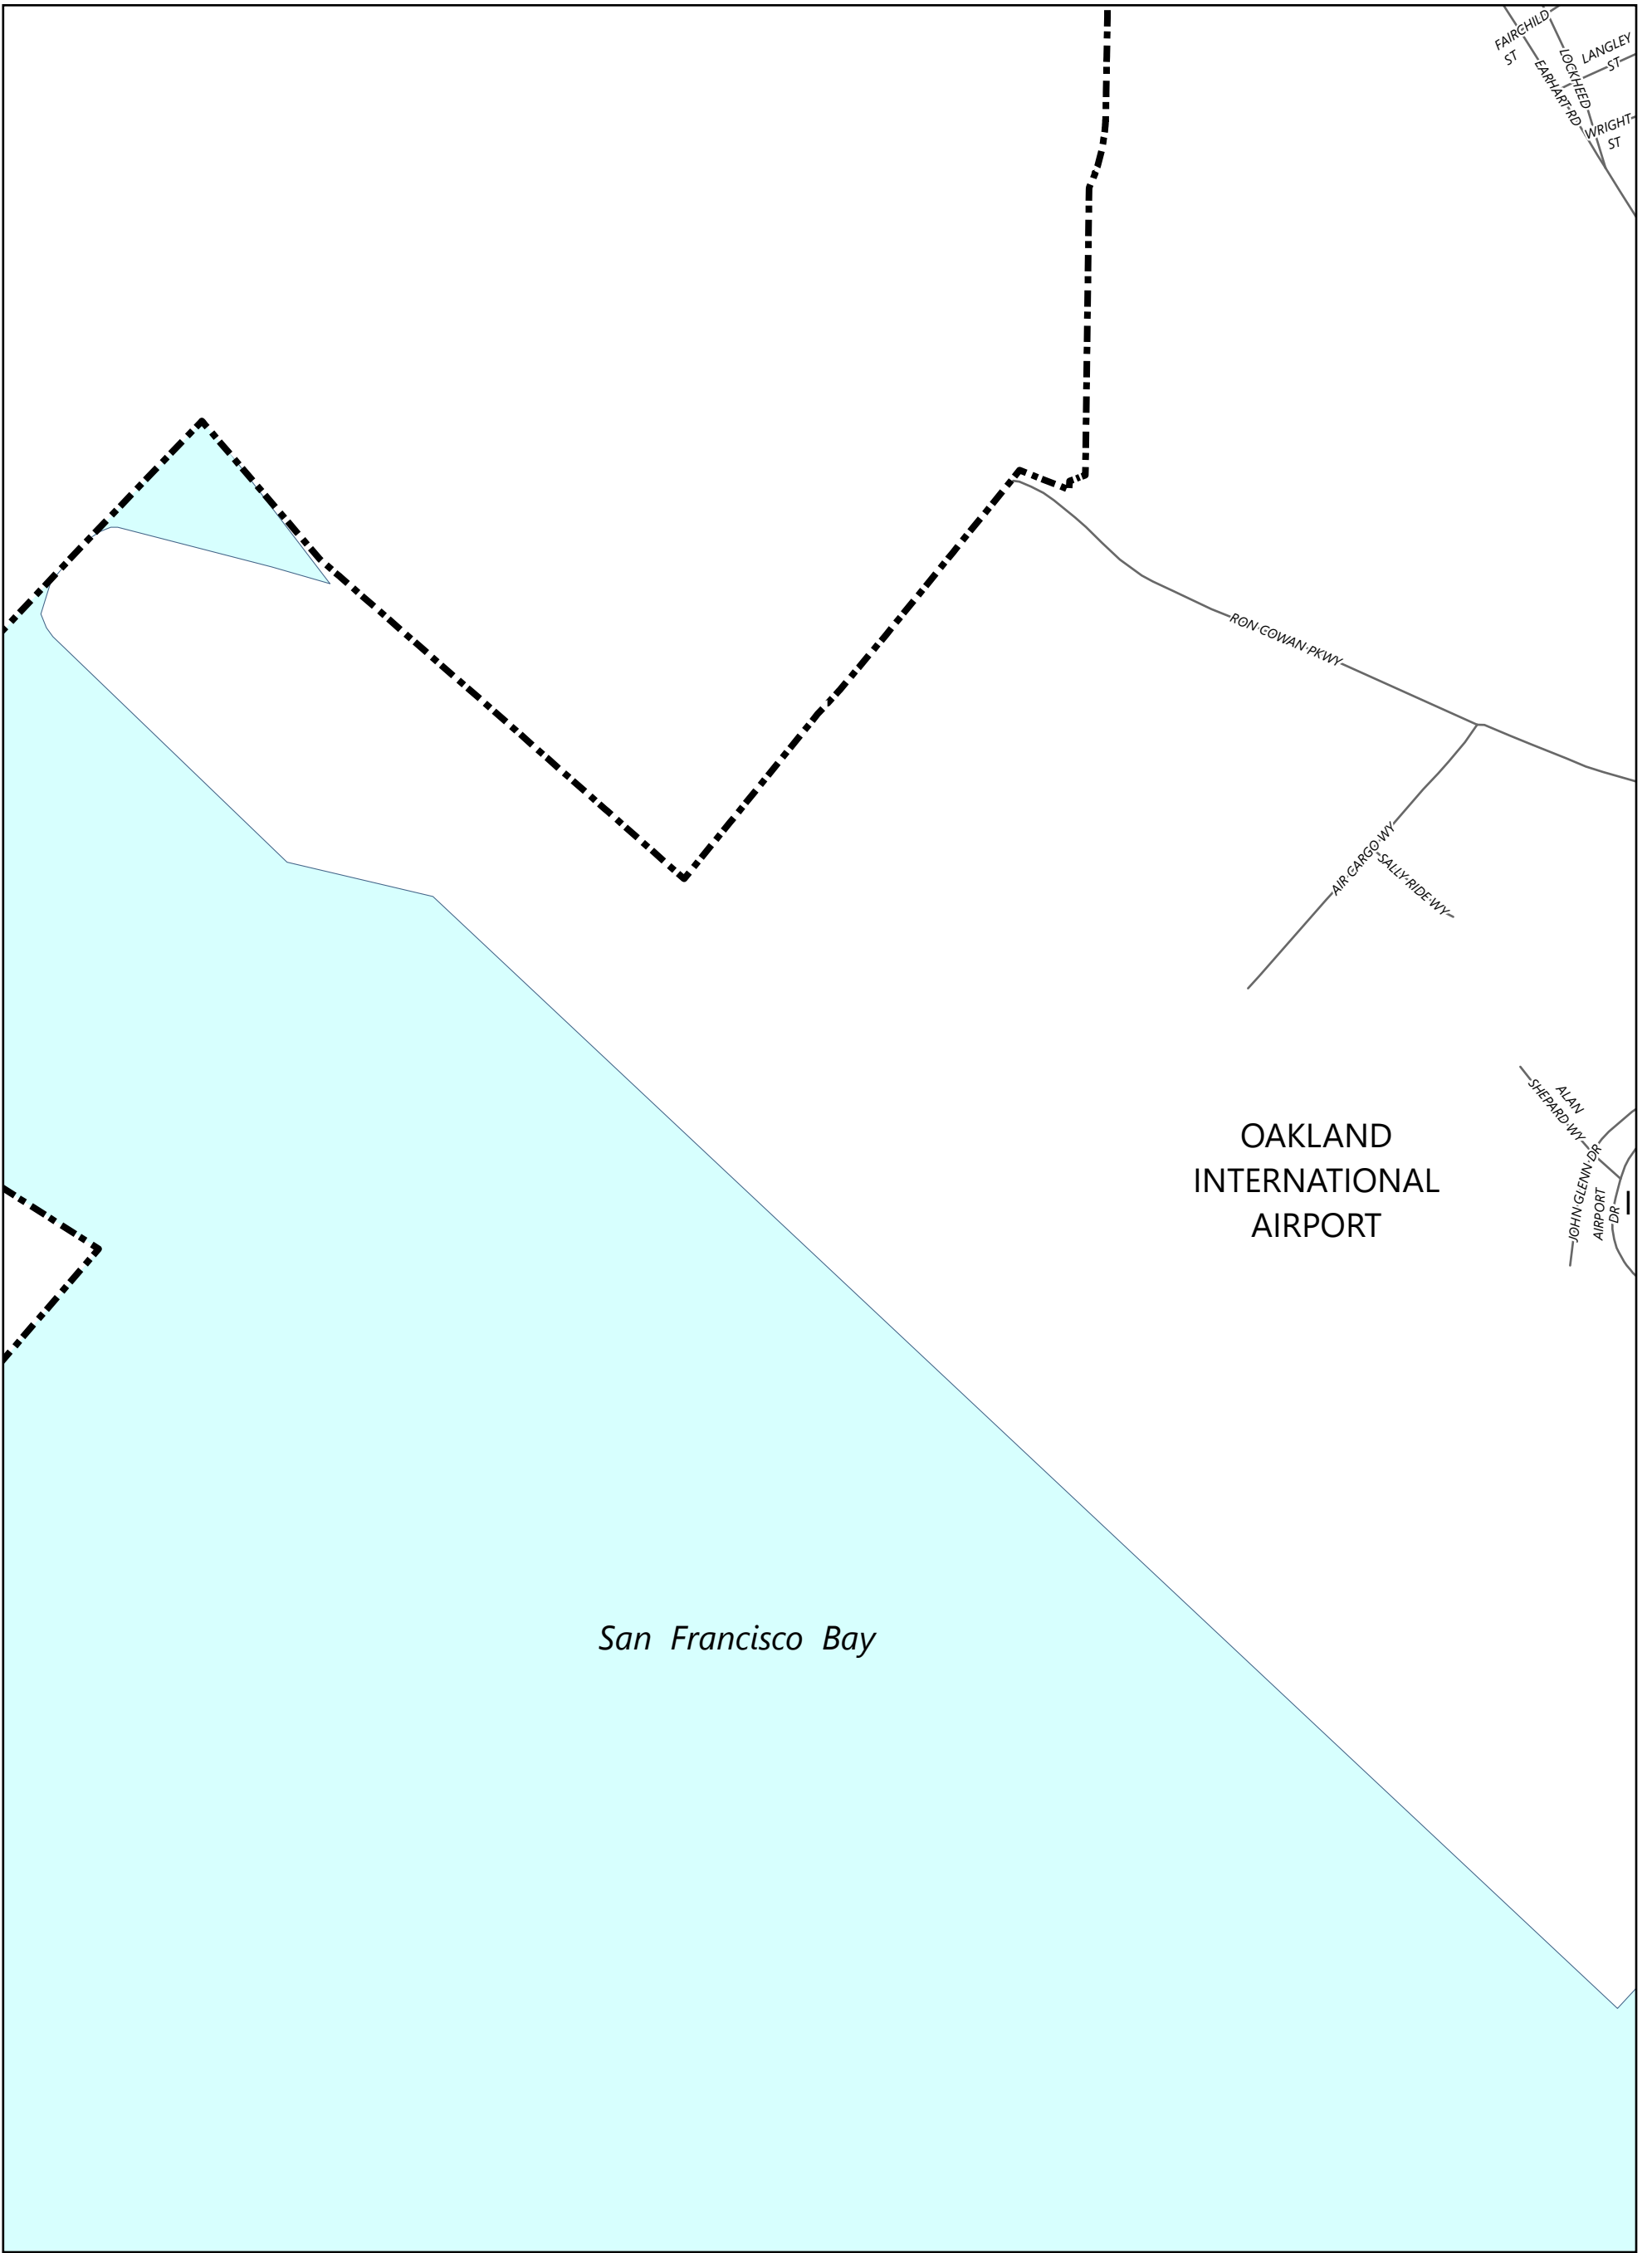 FAIRCHILD
ST
LOCKHEED
LANGLEY
ST
EARHART RD
WRIGHT
ST
RON COWAN PKWY
AIR CARGO WY
SALLY RIDE WY
ALAN
SHEPARD WY
OAKLAND
INTERNATIONAL
AIRPORT
JOHN GLENN DR
AIRPORT
DR
San Francisco Bay